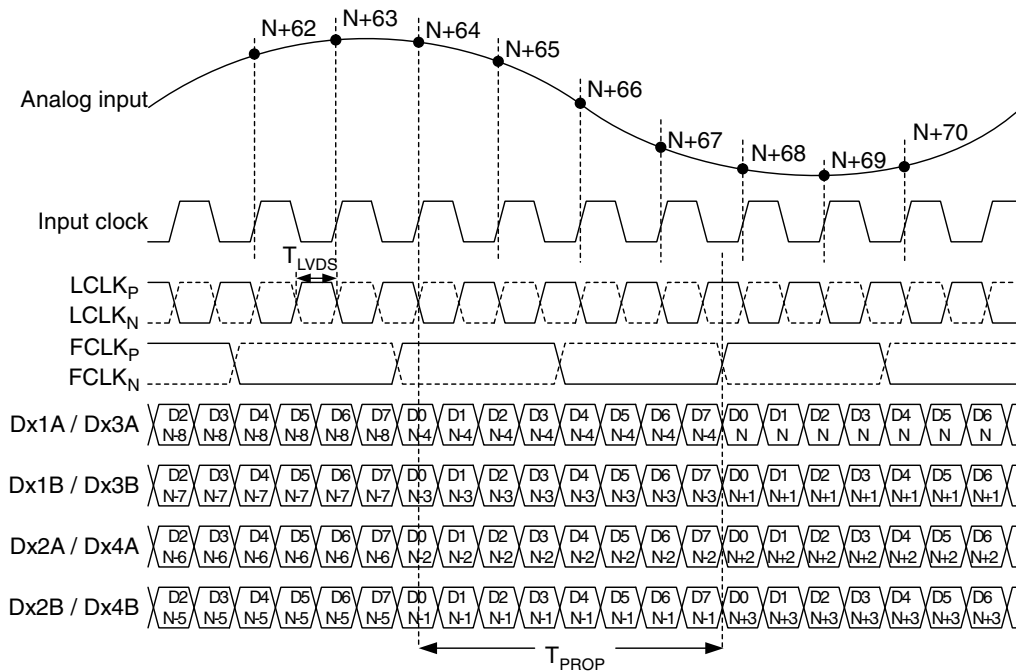 N+62
N+63
N+64
N+65
N+66
N+67
N+68
N+69
N+70
Analog input
Input clock
TLVDS
LCLKP
LCLKN
FCLKP
FCLKN
Dx1A / Dx3A
D2 D3 D4 D5 D6 D7 D0 D1 D2 D3 D4 D5 D6 D7 D0 D1 D2 D3 D4 D5 D6
N-8 N-8 N-8 N-8 N-8 N-8 N-4 N-4 N-4 N-4 N-4 N-4 N-4 N-4 N N N N N N N
Dx1B / Dx3B
D2 D3 D4 D5 D6 D7 D0 D1 D2 D3 D4 D5 D6 D7 D0 D1 D2 D3 D4 D5 D6
N-7 N-7 N-7 N-7 N-7 N-7 N-3 N-3 N-3 N-3 N-3 N-3 N-3 N-3 N+1 N+1 N+1 N+1 N+1 N+1 N+1
Dx2A / Dx4A
D2 D3 D4 D5 D6 D7 D0 D1 D2 D3 D4 D5 D6 D7 D0 D1 D2 D3 D4 D5 D6
N-6 N-6 N-6 N-6 N-6 N-6 N-2 N-2 N-2 N-2 N-2 N-2 N-2 N-2 N+2 N+2 N+2 N+2 N+2 N+2 N+2
Dx2B / Dx4B
D2 D3 D4 D5 D6 D7 D0 D1 D2 D3 D4 D5 D6 D7 D0 D1 D2 D3 D4 D5 D6
N-5 N-5 N-5 N-5 N-5 N-5 N-1 N-1 N-1 N-1 N-1 N-1 N-1 N-1 N+3 N+3 N+3 N+3 N+3 N+3 N+3
TPROP